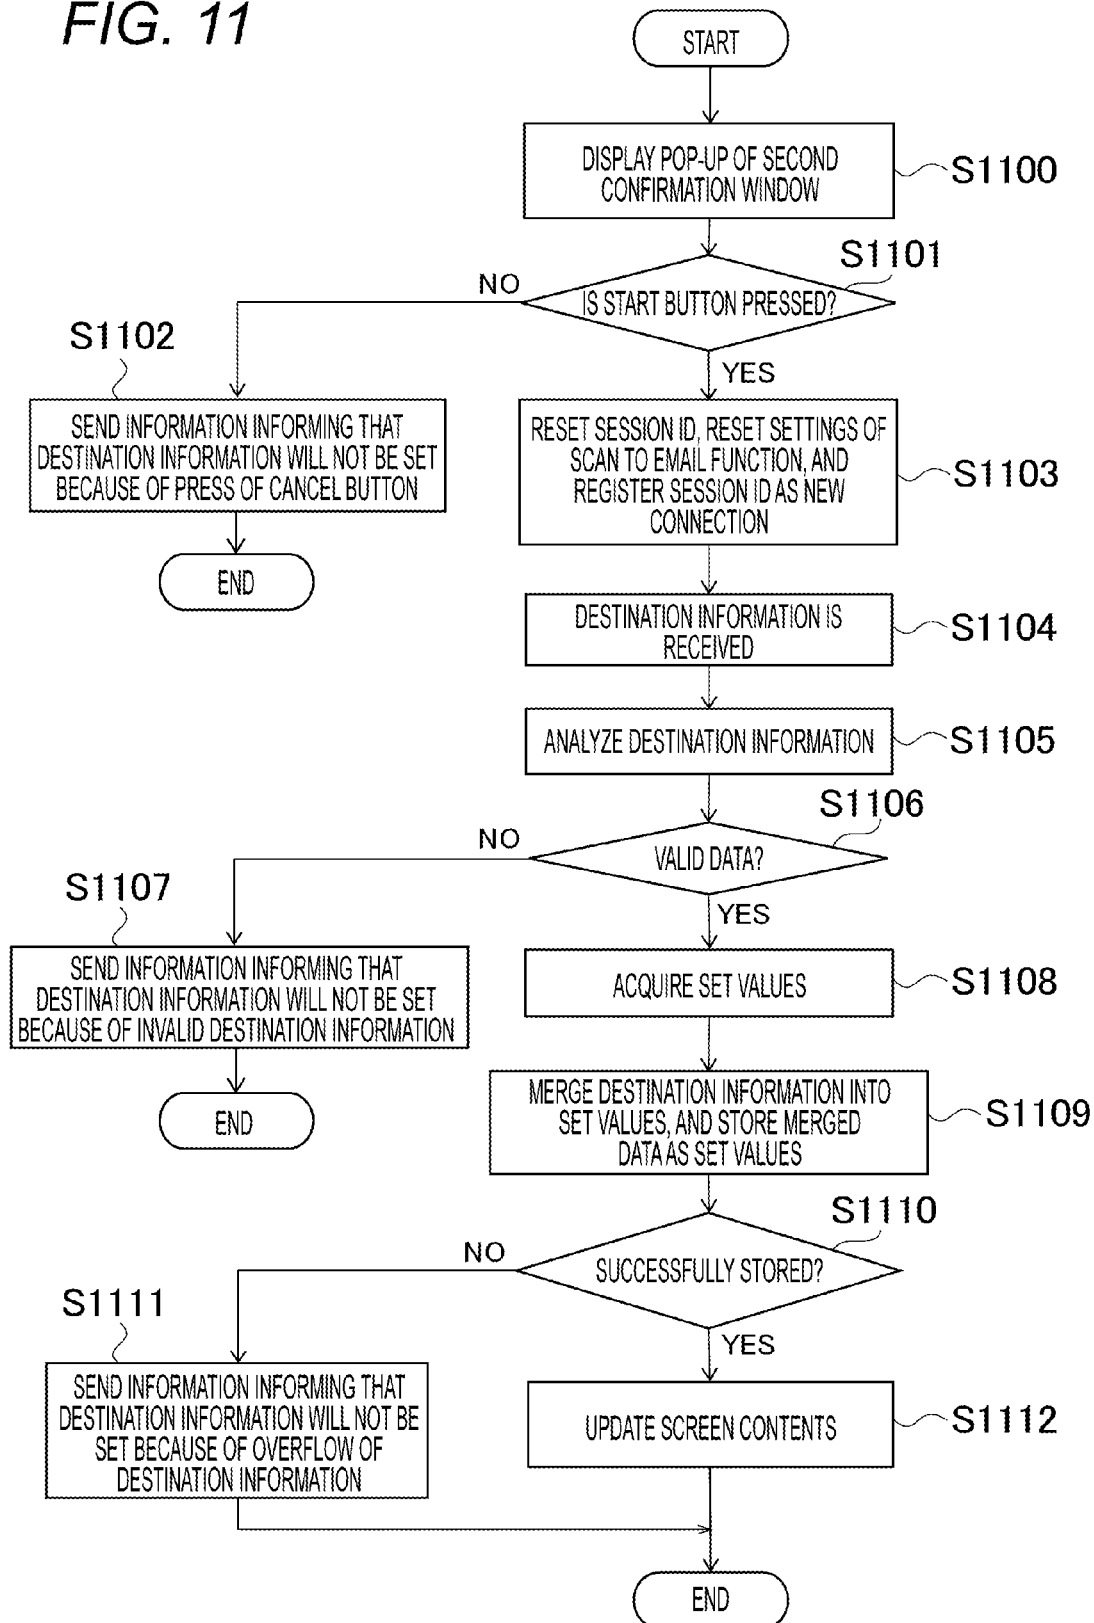 FIG. 11
START
DISPLAY POP-UP OF SECOND
CONFIRMATION WINDOW
S1100
S1101
NO
IS START BUTTON PRESSED?
YES
S1102
SEND INFORMATION INFORMING THAT
DESTINATION INFORMATION WILL NOT BE SET
BECAUSE OF PRESS OF CANCEL BUTTON
END
RESET SESSION ID, RESET SETTINGS OF
SCAN TO EMAIL FUNCTION, AND
REGISTER SESSION ID AS NEW
CONNECTION
S1103
DESTINATION INFORMATION IS
RECEIVED
S1104
ANALYZE DESTINATION INFORMATION
S1105
S1106
NO
VALID DATA?
YES
S1107
SEND INFORMATION INFORMING THAT
DESTINATION INFORMATION WILL NOT BE SET
BECAUSE OF INVALID DESTINATION INFORMATION
END
ACQUIRE SET VALUES
S1108
MERGE DESTINATION INFORMATION INTO
SET VALUES, AND STORE MERGED
DATA AS SET VALUES
S1109
S1110
NO
SUCCESSFULLY STORED?
YES
S1111
SEND INFORMATION INFORMING THAT
DESTINATION INFORMATION WILL NOT BE
SET BECAUSE OF OVERFLOW OF
DESTINATION INFORMATION
UPDATE SCREEN CONTENTS
S1112
END